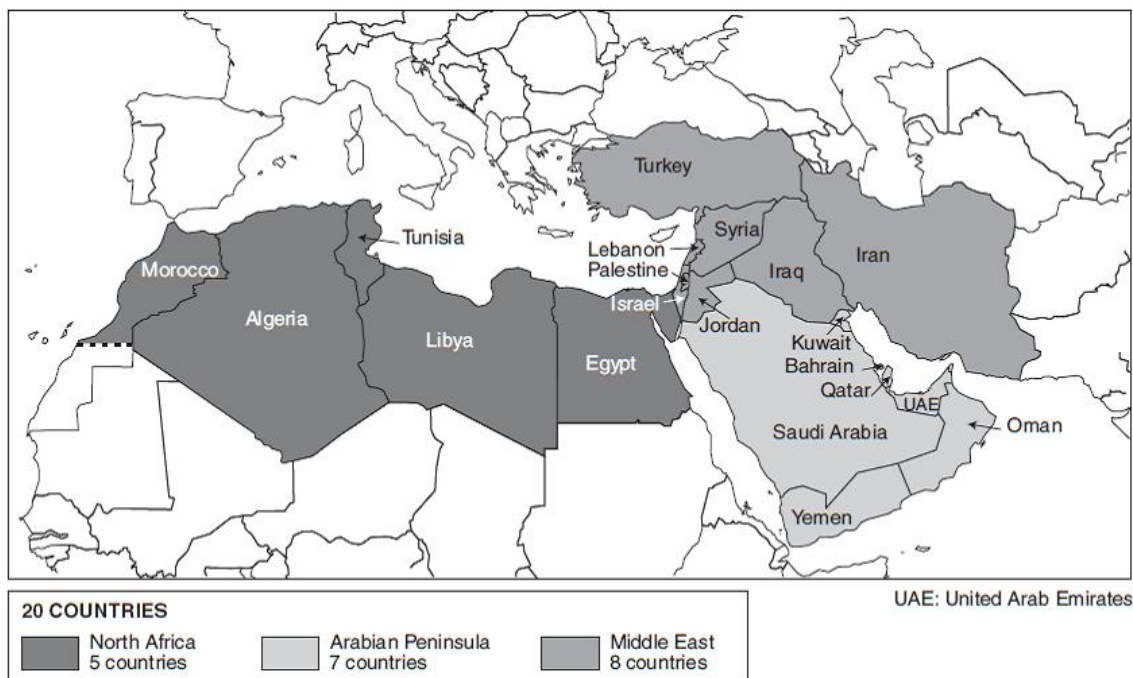 Turkey
Tunisia
Syria
Lebanon
Morocco
Palestine
Iraq
Iran
Israel
Algeria
Jordan
Libya
Kuwait
Egypt
Bahrain
Qatar
UAE
Saudi Arabia
Oman
Yemen
20 COUNTRIES
UAE: United Arab Emirates
North Africa
5 countries
Arabian Peninsula
7 countries
Middle East
8 countries